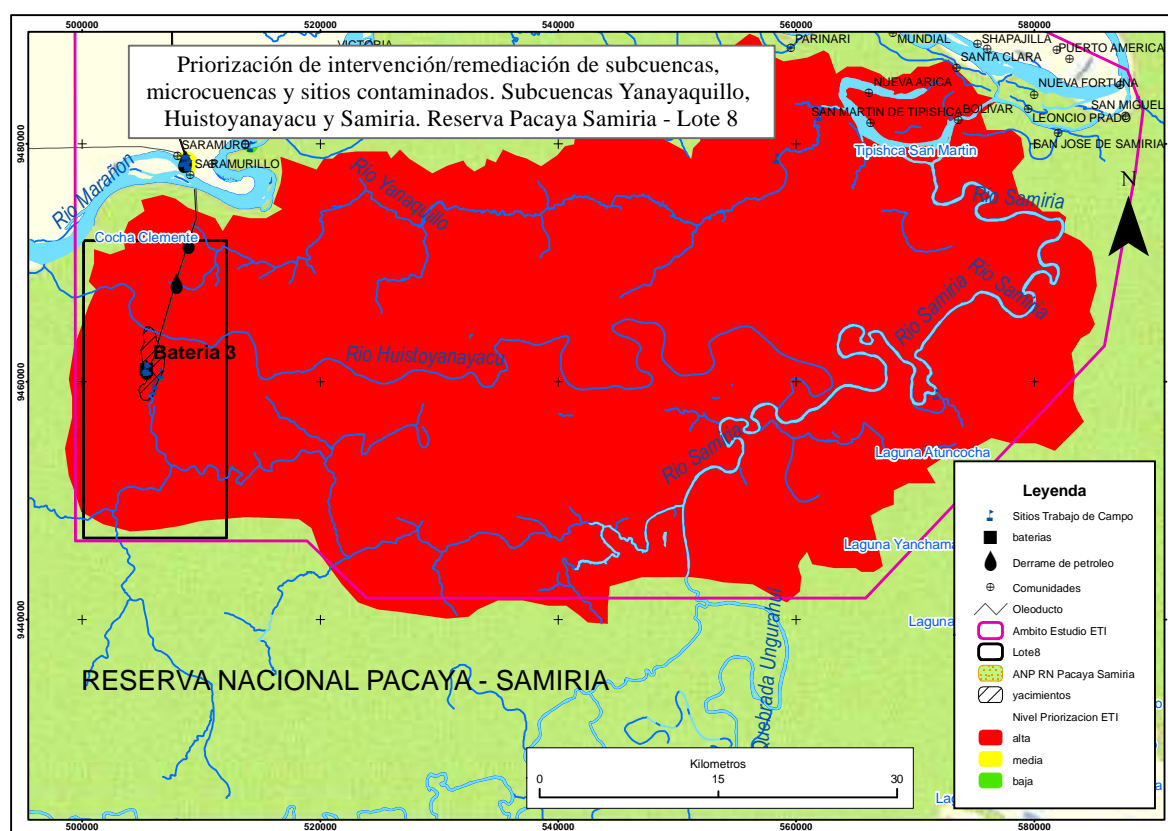 500000
520000
540000
560000
580000
VICTORIA
PARINARI
MUNDIAL
SHAPAJILLA
PUERTO AMERICA
SANTA CLARA
Priorización de intervención/remediación de subcuencas,
microcuencas y sitios contaminados. Subcuencas Yanayaquillo,
Huistoyanayacu y Samiria. Reserva Pacaya Samiria - Lote 8
NUEVA ARICA
NUEVA FORTUNA
SAN MARTIN DE TIPISHCA
BOLIVAR
SAN MIGUEL
LEONCIO PRADO
9480000
9480000
SARAMURO
SARAMURILLO
Tipishca San Martin
SAN JOSE DE SAMIRIA
Rio Marañon
Rio Yanaquillo
Rio Samiria
N
Cocha Clemente
Rio Samiria
Rio Samiria
Bateria 3
Rio Huistoyanayacu
9460000
9460000
Rio Samiria
Laguna Atuncocha
Laguna Yanchama
Laguna
Quebrada Ungurahui
9440000
RESERVA NACIONAL PACAYA - SAMIRIA
Leyenda
Sitios Trabajo de Campo
baterias
Derrame de petroleo
Comunidades
Oleoducto
Ambito Estudio ETI
Lote8
ANP RN Pacaya Samiria
yacimientos
Nivel Priorizacion ETI
alta
media
baja
Kilometros
0 15 30
500000
520000
540000
560000
580000